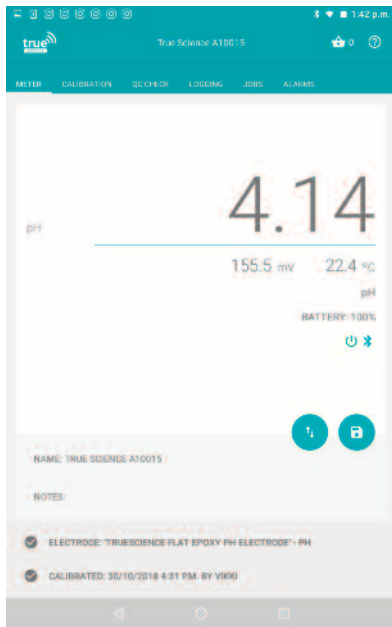 1:42 p.m.
true
True Science A10015
0
METER CALIBRATION QC CHECK LOGGING JOBS ALARMS
pH
4.14
155.5 mV 22.4 ºC
pH
BATTERY: 100%
NAME: TRUE SCIENCE A10015
NOTES:
ELECTRODE: "TRUESCIENCE FLAT EPOXY PH ELECTRODE" - PH
CALIBRATED: 30/10/2018 4:31 PM. BY VIKKI